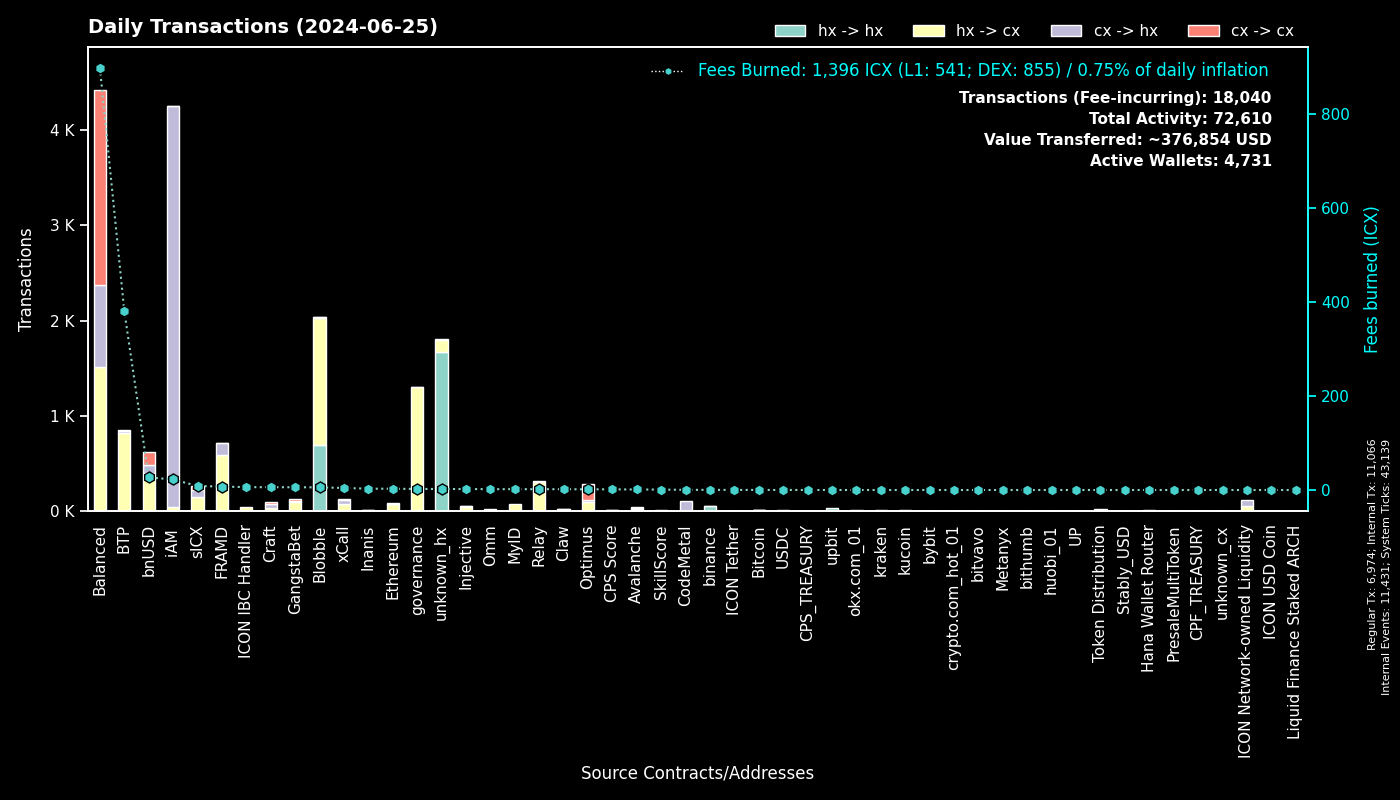 Daily Transactions (2024-06-25)
hx -> hx
hx -> cx
cx -> hx
cx -> cx
Fees Burned: 1,396 ICX (L1: 541; DEX: 855) / 0.75% of daily inflation
Transactions (Fee-incurring): 18,040
Total Activity: 72,610
Value Transferred: ~376,854 USD
Active Wallets: 4,731
Transactions
4 K
3 K
2 K
1 K
0 K
800
600
400
200
0
Fees burned (ICX)
Regular Tx: 6,974; Internal Tx: 11,066
Internal Events: 11,431; System Ticks: 43,139
Balanced
BTP
bnUSD
iAM
sICX
FRAMD
ICON IBC Handler
Craft
GangstaBet
Blobble
xCall
Inanis
Ethereum
governance
unknown_hx
Injective
Omm
MyID
Relay
Claw
Optimus
CPS Score
Avalanche
SkillScore
CodeMetal
binance
ICON Tether
Bitcoin
USDC
CPS_TREASURY
upbit
okx.com_01
kraken
kucoin
bybit
crypto.com_hot_01
bitvavo
Metanyx
bithumb
huobi_01
UP
Token Distribution
Stably_USD
Hana Wallet Router
PresaleMultiToken
CPF_TREASURY
unknown_cx
ICON Network-owned Liquidity
ICON USD Coin
Liquid Finance Staked ARCH
Source Contracts/Addresses